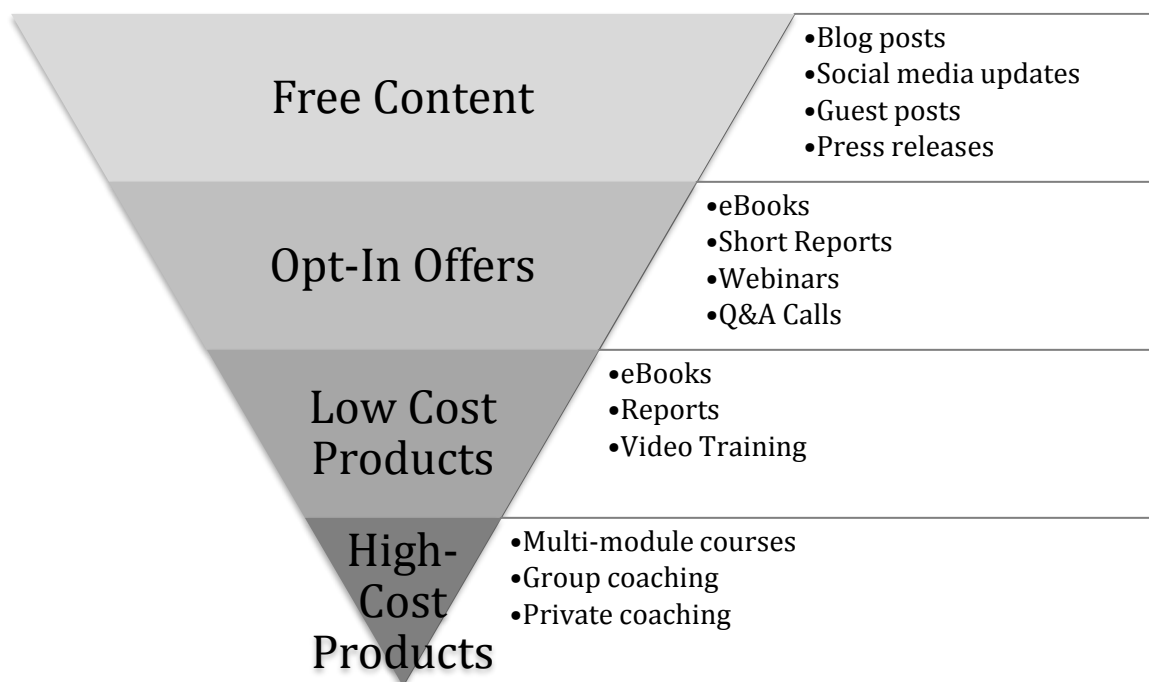 Free Content
•Blog posts
•Social media updates
•Guest posts
•Press releases
Opt-In Offers
•eBooks
•Short Reports
•Webinars
•Q&A Calls
Low Cost
Products
•eBooks
•Reports
•Video Training
High-
Cost
Products
•Multi-module courses
•Group coaching
•Private coaching